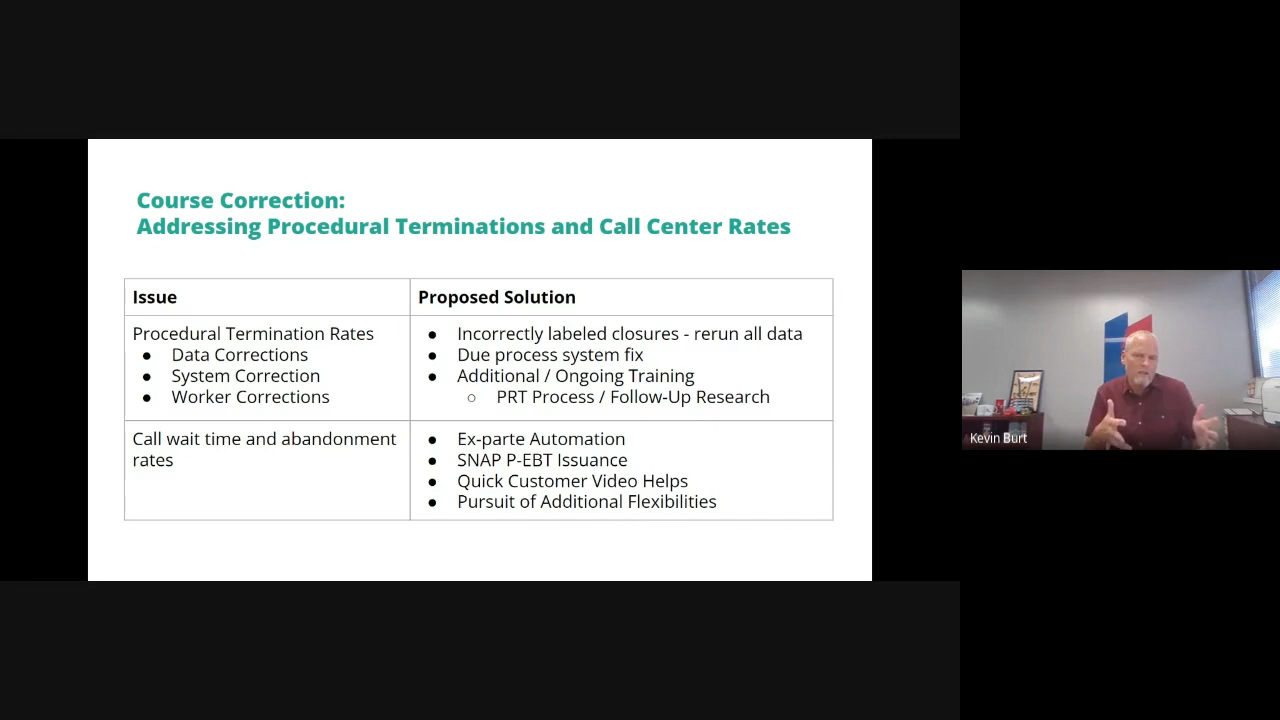 Course Correction:
Addressing Procedural Terminations and Call Center Rates
Issue
Proposed Solution
Procedural Termination Rates
● Data Corrections
● System Correction
● Worker Corrections
● Incorrectly labeled closures - rerun all data
● Due process system fix
● Additional / Ongoing Training
○ PRT Process / Follow-Up Research
Call wait time and abandonment
rates
● Ex-parte Automation
● SNAP P-EBT Issuance
● Quick Customer Video Helps
● Pursuit of Additional Flexibilities
Kevin Burt